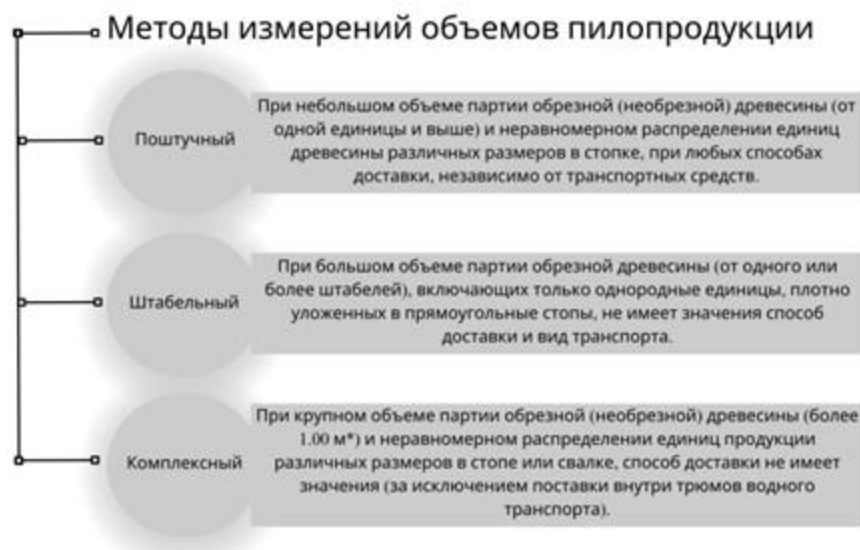 Методы измерений объемов пилопродукции
Поштучный
При небольшом объеме партии обрезной (необрезной) древесины (от
одной единицы и выше) и неравномерном распределении единиц
древесины различных размеров в стопке, при любых способах
доставки, независимо от транспортных средств.
Штабельный
При большом объеме партии обрезной древесины (от одного или
более штабелей), включающих только однородные единицы, плотно
уложенных в прямоугольные стопы, не имеет значения способ
доставки и вид транспорта.
Комплексный
При крупном объеме партии обрезной (необрезной) древесины (более
1.00 м*) и неравномерном распределении единиц продукции
различных размеров в стопе или свалке, способ доставки не имеет
значения (за исключением поставки внутри трюмов водного
транспорта).